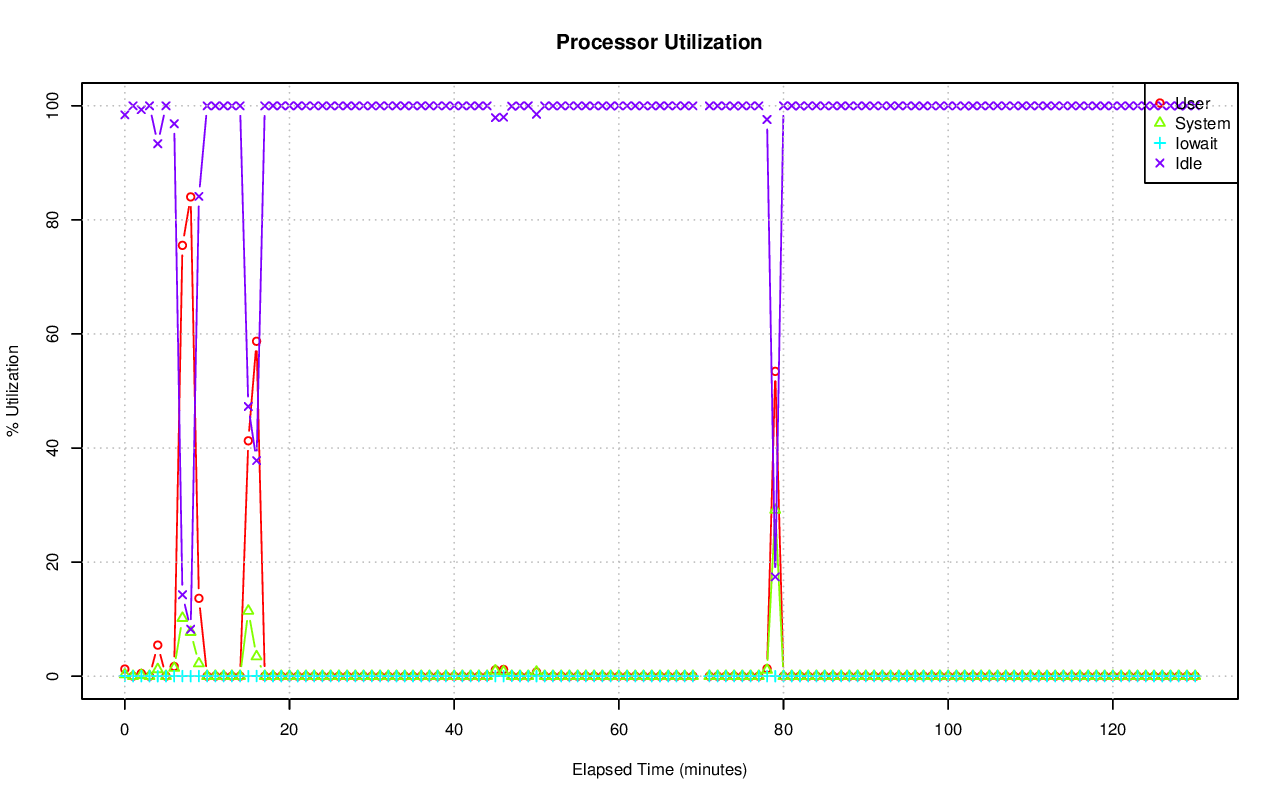 Processor Utilization
% Utilization
100
80
60
40
20
0
User
System
Iowait
Idle
0 20 40 60 80 100 120
Elapsed Time (minutes)